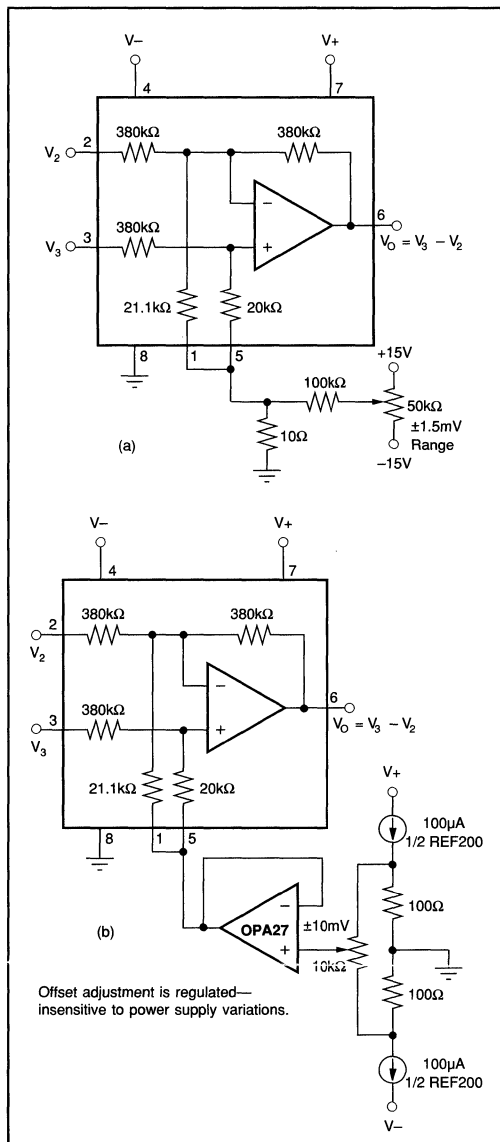 V– V+
4 7
380kΩ 380kΩ
V2 2
6
380kΩ
V3 3
–
+
VO = V3 – V2
21.1kΩ 20kΩ
8 1 5
+15V
100kΩ
50kΩ
±1.5mV
Range
10Ω
–15V
(a)
V– V+
4 7
380kΩ 380kΩ
2
V2
–
380kΩ
6
3
V3
+
VO = V3 – V2
21.1kΩ 20kΩ
V+
8 1 5
100µA
1/2 REF200
–
OPA27
±10mV
100Ω
(b)
+
10kΩ
100Ω
Offset adjustment is regulated—
insensitive to power supply variations.
100µA
1/2 REF200
V–